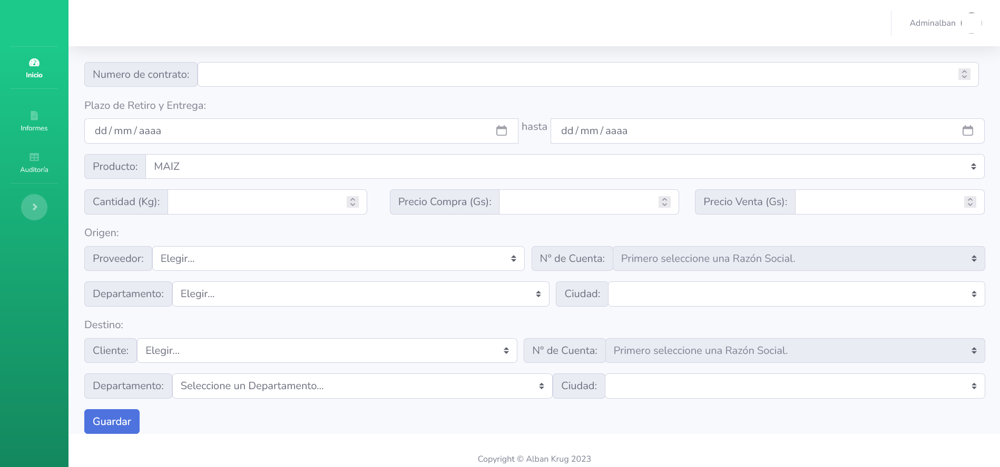 Adminalban
Inicio
Informes
Auditoría
Numero de contrato:
Plazo de Retiro y Entrega:
dd/mm/aaaa hasta dd/mm/aaaa
Producto: MAIZ
Cantidad (Kg): Precio Compra (Gs): Precio Venta (Gs):
Origen:
Proveedor: Elegir... N° de Cuenta: Primero seleccione una Razón Social.
Departamento: Elegir... Ciudad:
Destino:
Cliente: Elegir... N° de Cuenta: Primero seleccione una Razón Social.
Departamento: Seleccione un Departamento... Ciudad:
Guardar
Copyright © Alban Krug 2023